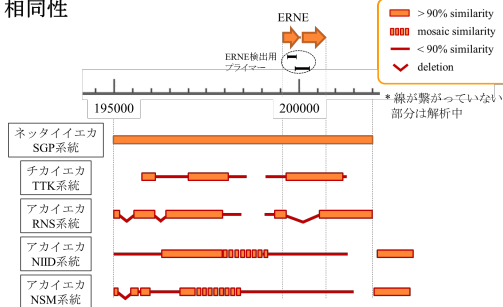 相同性
ERNE
ERNE検出用
プライマー
> 90% similarity
mosaic similarity
< 90% similarity
deletion
195000
200000
* 線が繋がっていない
部分は解析中
ネッタイイエカ
SGP系統
チカイエカ
TTK系統
アカイエカ
RNS系統
アカイエカ
NIID系統
アカイエカ
NSM系統